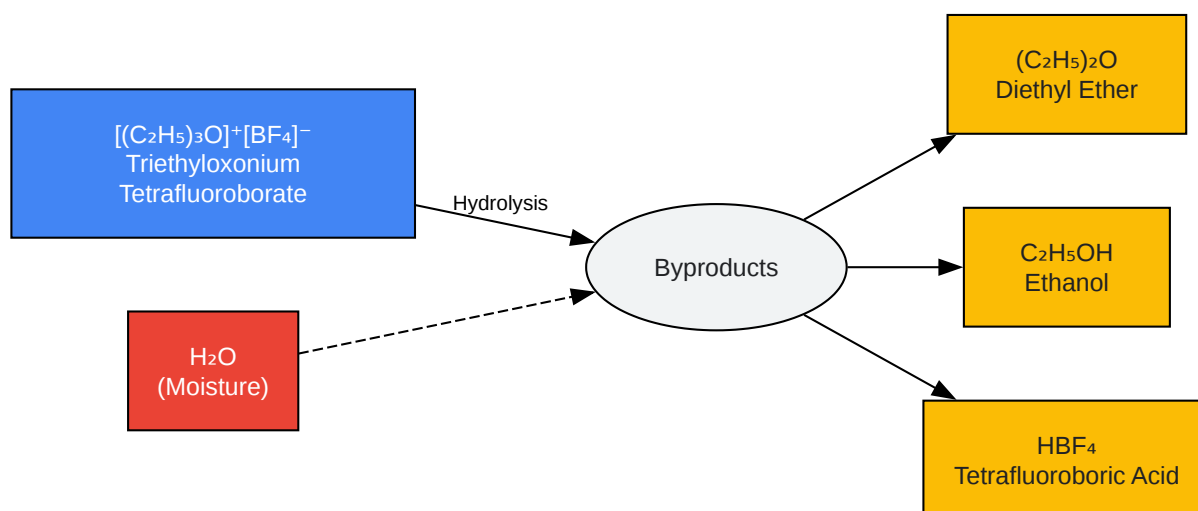 [(C₂H₅)₃O]⁺[BF₄]⁻
Triethyloxonium
Tetrafluoroborate
Hydrolysis
H₂O
(Moisture)
Byproducts
(C₂H₅)₂O
Diethyl Ether
C₂H₅OH
Ethanol
HBF₄
Tetrafluoroboric Acid